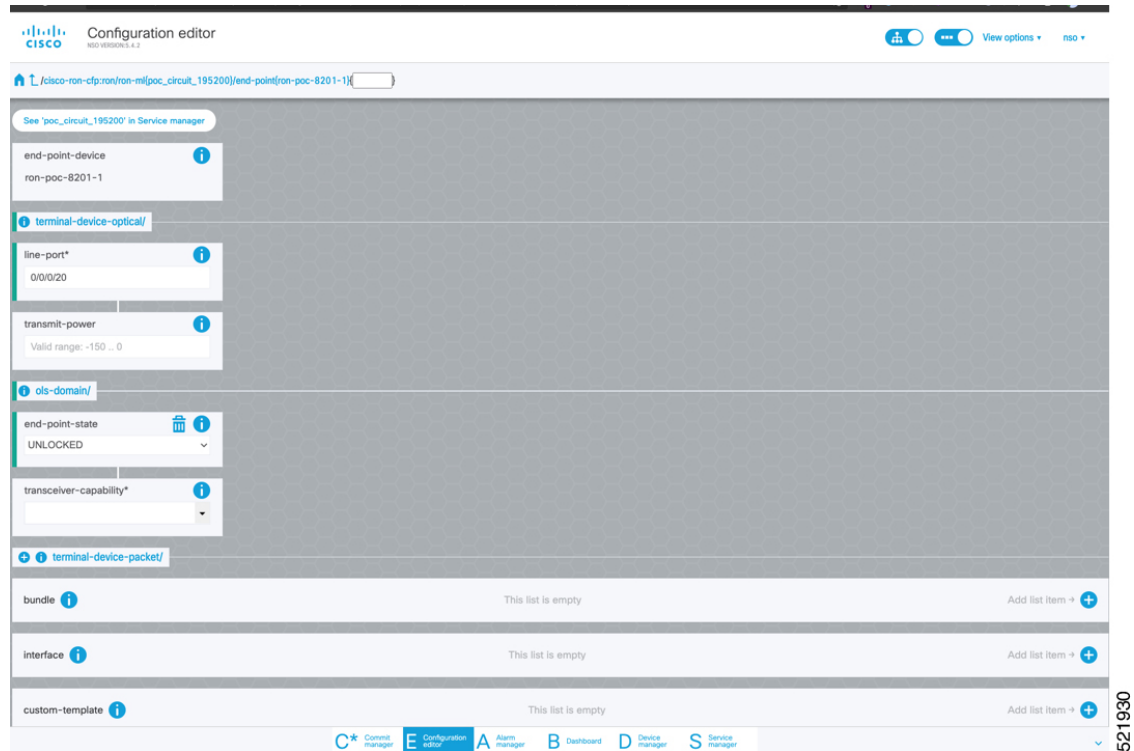 CISCO
Configuration editor
NSO VERSION:5.4.2
View options
nso
/cisco-ron-cfp:ron/ron-ml{poc_circuit_195200}/end-point{ron-poc-8201-1}{ }
See 'poc_circuit_195200' in Service manager
end-point-device
ron-poc-8201-1
terminal-device-optical/
line-port*
0/0/0/20
transmit-power
Valid range: -150 .. 0
ols-domain/
end-point-state
UNLOCKED
transceiver-capability*
terminal-device-packet/
bundle This list is empty Add list item
interface This list is empty Add list item
custom-template This list is empty Add list item
C* Commit manager E Configuration editor A Alarm manager B Dashboard D Device manager S Service manager
521930